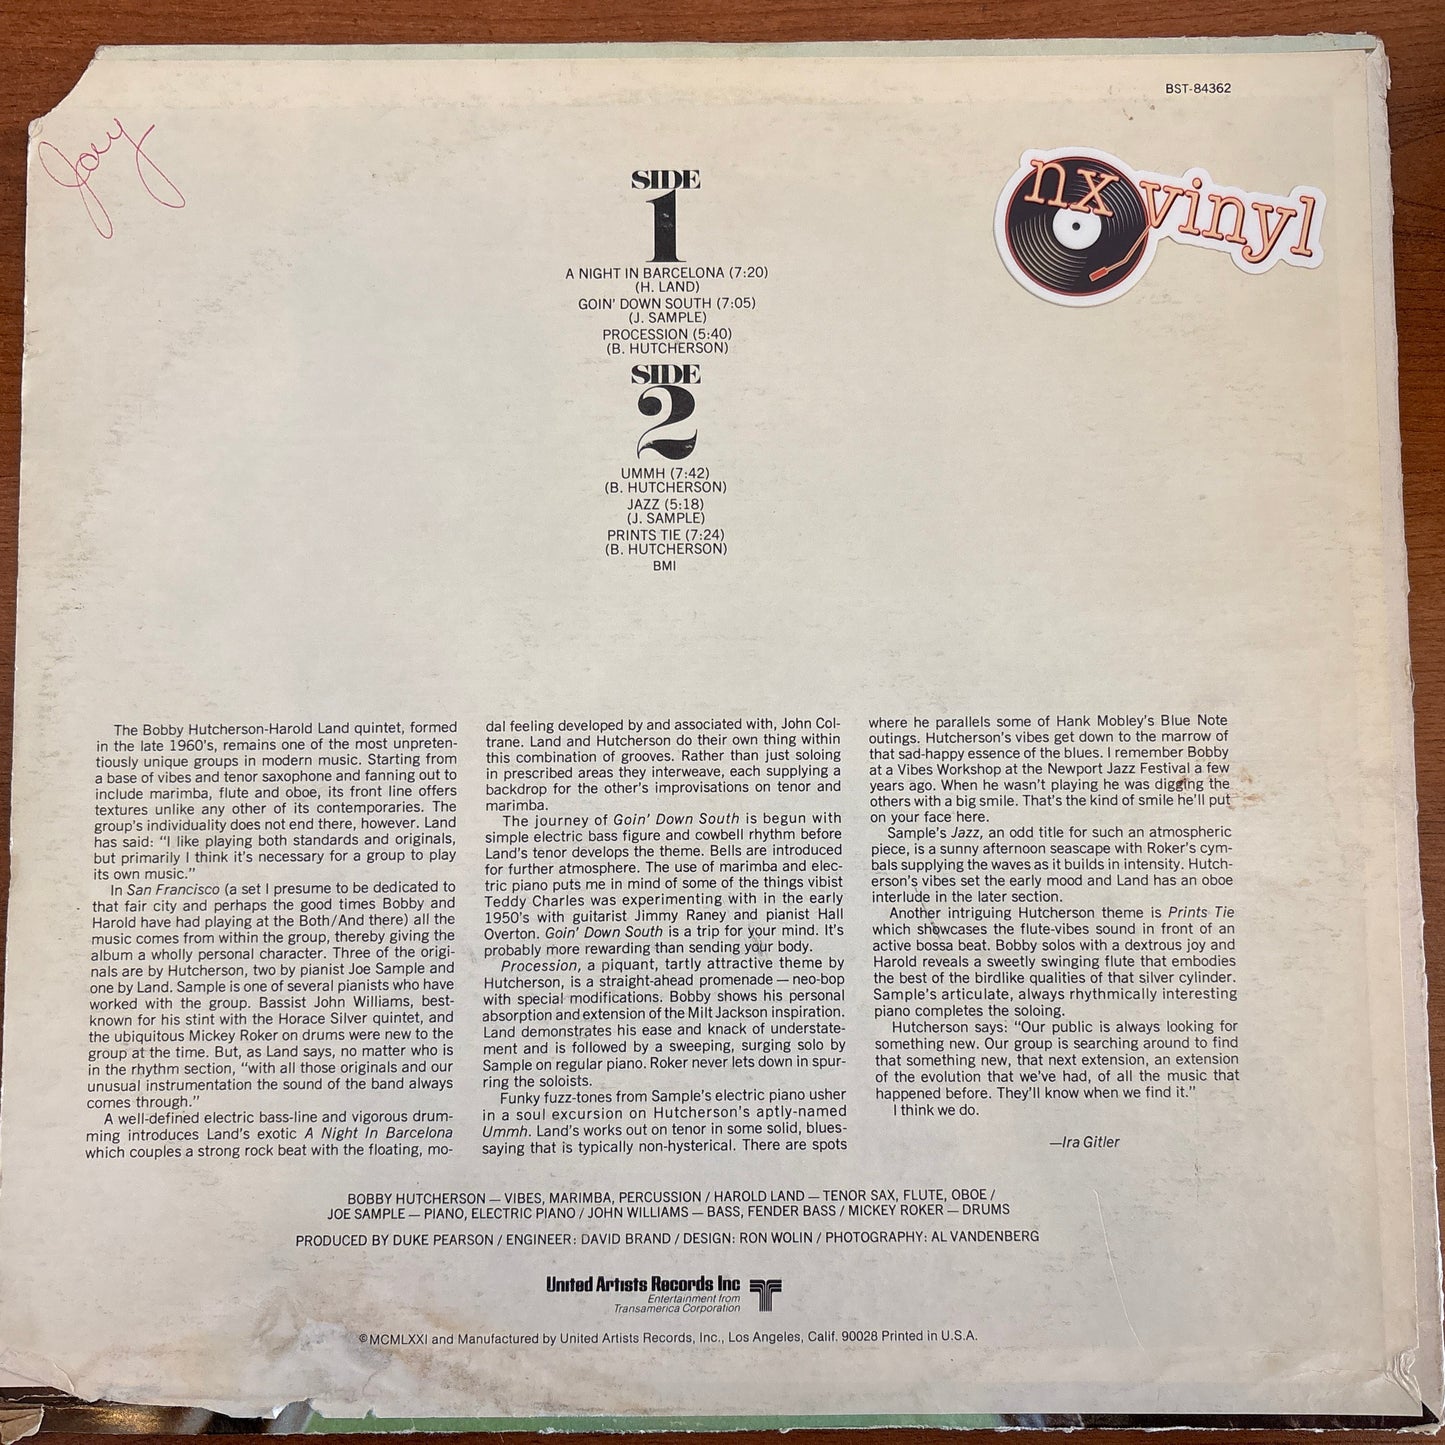 BST-84362
Joey
nx vinyl
SIDE
1
A NIGHT IN BARCELONA (7:20)
(H. LAND)
GOIN' DOWN SOUTH (7:05)
(J. SAMPLE)
PROCESSION (5:40)
(B. HUTCHERSON)
SIDE
2
UMMH (7:42)
(B. HUTCHERSON)
JAZZ (5:18)
(J. SAMPLE)
PRINTS TIE (7:24)
(B. HUTCHERSON)
BMI
The Bobby Hutcherson-Harold Land quintet, formed
in the late 1960's, remains one of the most unpreten-
tiously unique groups in modern music. Starting from
a base of vibes and tenor saxophone and fanning out to
include marimba, flute and oboe, its front line offers
textures unlike any other of its contemporaries. The
group's individuality does not end there, however. Land
has said: "I like playing both standards and originals,
but primarily I think it's necessary for a group to play
its own music."
In San Francisco (a set I presume to be dedicated to
that fair city and perhaps the good times Bobby and
Harold have had playing at the Both/And there) all the
music comes from within the group, thereby giving the
album a wholly personal character. Three of the origi-
nals are by Hutcherson, two by pianist Joe Sample and
one by Land. Sample is one of several pianists who have
worked with the group. Bassist John Williams, best-
known for his stint with the Horace Silver quintet, and
the ubiquitous Mickey Roker on drums were new to the
group at the time. But, as Land says, no matter who is
in the rhythm section, "with all those originals and our
unusual instrumentation the sound of the band always
comes through."
A well-defined electric bass-line and vigorous drum-
ming introduces Land's exotic A Night In Barcelona
which couples a strong rock beat with the floating, mo-
dal feeling developed by and associated with, John Col-
trane. Land and Hutcherson do their own thing within
this combination of grooves. Rather than just soloing
in prescribed areas they interweave, each supplying a
backdrop for the other's improvisations on tenor and
marimba.
The journey of Goin' Down South is begun with
simple electric bass figure and cowbell rhythm before
Land's tenor develops the theme. Bells are introduced
for further atmosphere. The use of marimba and elec-
tric piano puts me in mind of some of the things vibist
Teddy Charles was experimenting with in the early
1950's with guitarist Jimmy Raney and pianist Hall
Overton. Goin' Down South is a trip for your mind. It's
probably more rewarding than sending your body.
Procession, a piquant, tartly attractive theme by
Hutcherson, is a straight-ahead promenade — neo-bop
with special modifications. Bobby shows his personal
absorption and extension of the Milt Jackson inspiration.
Land demonstrates his ease and knack of understate-
ment and is followed by a sweeping, surging solo by
Sample on regular piano. Roker never lets down in spur-
ring the soloists.
Funky fuzz-tones from Sample's electric piano usher
in a soul excursion on Hutcherson's aptly-named
Ummh. Land's works out on tenor in some solid, blues-
saying that is typically non-hysterical. There are spots
where he parallels some of Hank Mobley's Blue Note
outings. Hutcherson's vibes get down to the marrow of
that sad-happy essence of the blues. I remember Bobby
at a Vibes Workshop at the Newport Jazz Festival a few
years ago. When he wasn't playing he was digging the
others with a big smile. That's the kind of smile he'll put
on your face here.
Sample's Jazz, an odd title for such an atmospheric
piece, is a sunny afternoon seascape with Roker's cym-
bals supplying the waves as it builds in intensity. Hutch-
erson's vibes set the early mood and Land has an oboe
interlude in the later section.
Another intriguing Hutcherson theme is Prints Tie
which showcases the flute-vibes sound in front of an
active bossa beat. Bobby solos with a dextrous joy and
Harold reveals a sweetly swinging flute that embodies
the best of the birdlike qualities of that silver cylinder.
Sample's articulate, always rhythmically interesting
piano completes the soloing.
Hutcherson says: "Our public is always looking for
something new. Our group is searching around to find
that something new, that next extension, an extension
of the evolution that we've had, of all the music that
happened before. They'll know when we find it."
I think we do.
—Ira Gitler
BOBBY HUTCHERSON — VIBES, MARIMBA, PERCUSSION / HAROLD LAND — TENOR SAX, FLUTE, OBOE /
JOE SAMPLE — PIANO, ELECTRIC PIANO / JOHN WILLIAMS — BASS, FENDER BASS / MICKEY ROKER — DRUMS
PRODUCED BY DUKE PEARSON / ENGINEER: DAVID BRAND / DESIGN: RON WOLIN / PHOTOGRAPHY: AL VANDENBERG
United Artists Records Inc
Entertainment from
Transamerica Corporation
©MCMLXXI and Manufactured by United Artists Records, Inc., Los Angeles, Calif. 90028 Printed in U.S.A.